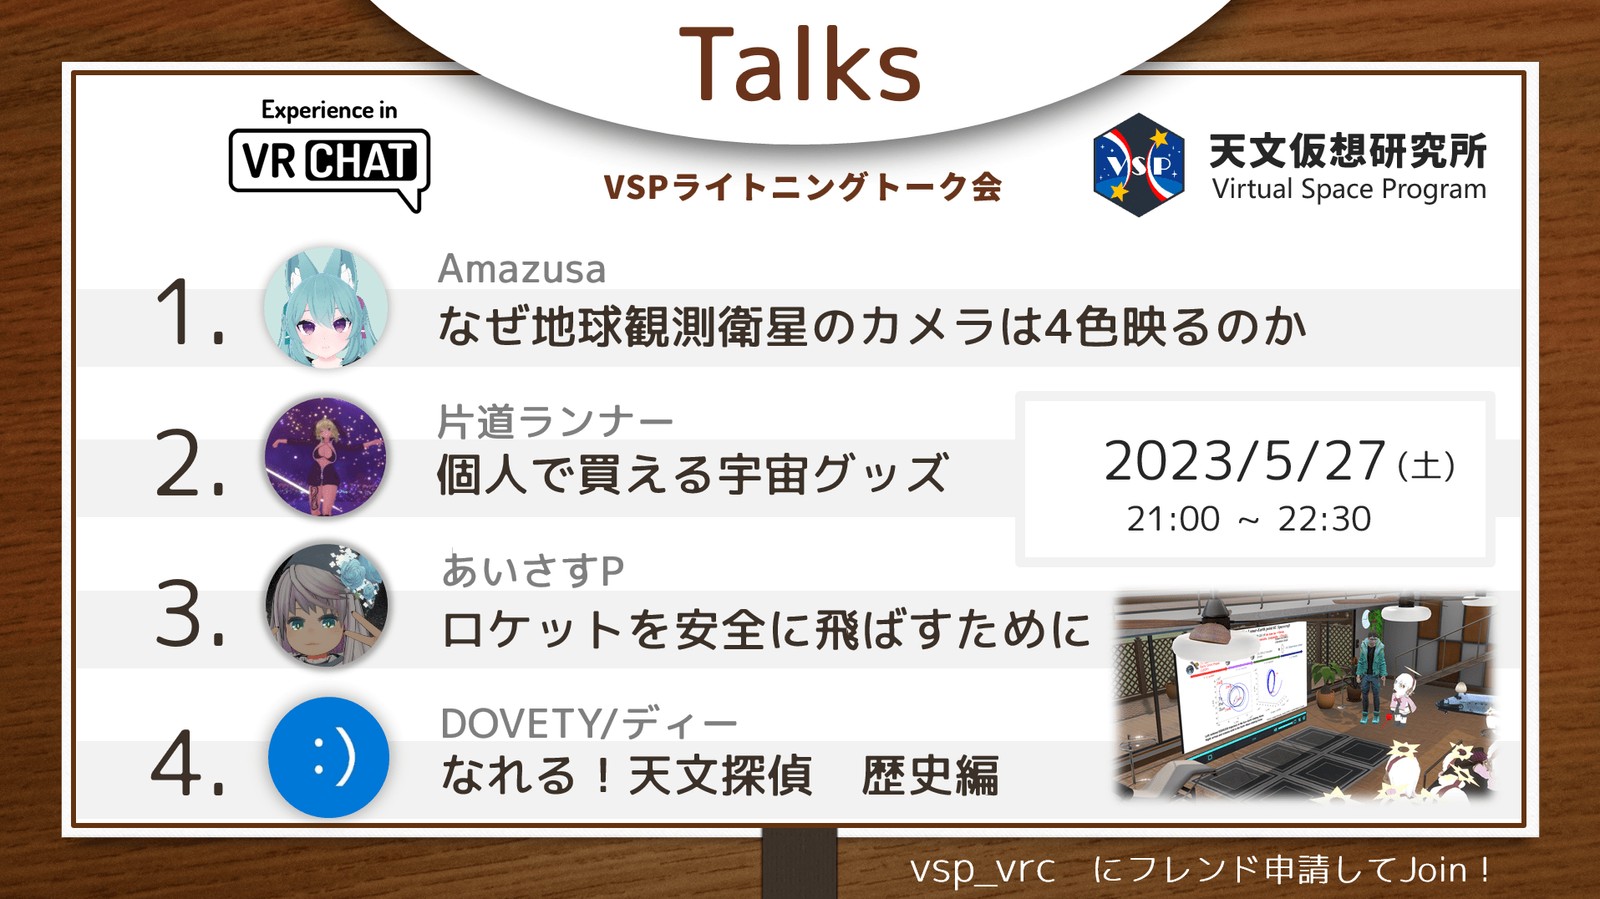 Talks
Experience in
VR CHAT
VSPライトニングトーク会
VSP
天文仮想研究所
Virtual Space Program
1.
Amazusa
なぜ地球観測衛星のカメラは4色映るのか
2.
片道ランナー
個人で買える宇宙グッズ
2023/5/27(土)
21:00 ~ 22:30
3.
あいさすP
ロケットを安全に飛ばすために
4.
:)
DOVETY/ディー
なれる！天文探偵　歴史編
vsp_vrc　にフレンド申請してJoin！